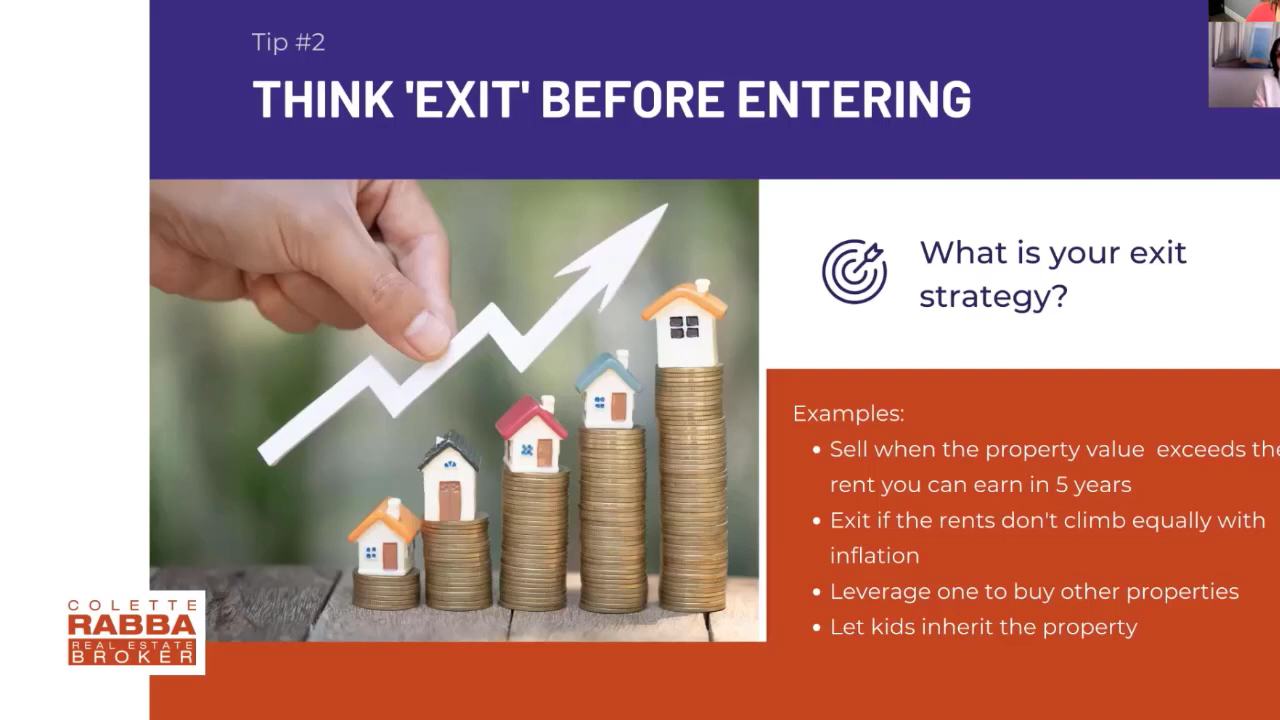 Tip #2
THINK 'EXIT' BEFORE ENTERING
What is your exit
strategy?
Examples:
• Sell when the property value exceeds the
rent you can earn in 5 years
• Exit if the rents don't climb equally with
inflation
• Leverage one to buy other properties
• Let kids inherit the property
COLETTE
RABBA
REAL ESTATE
BROKER